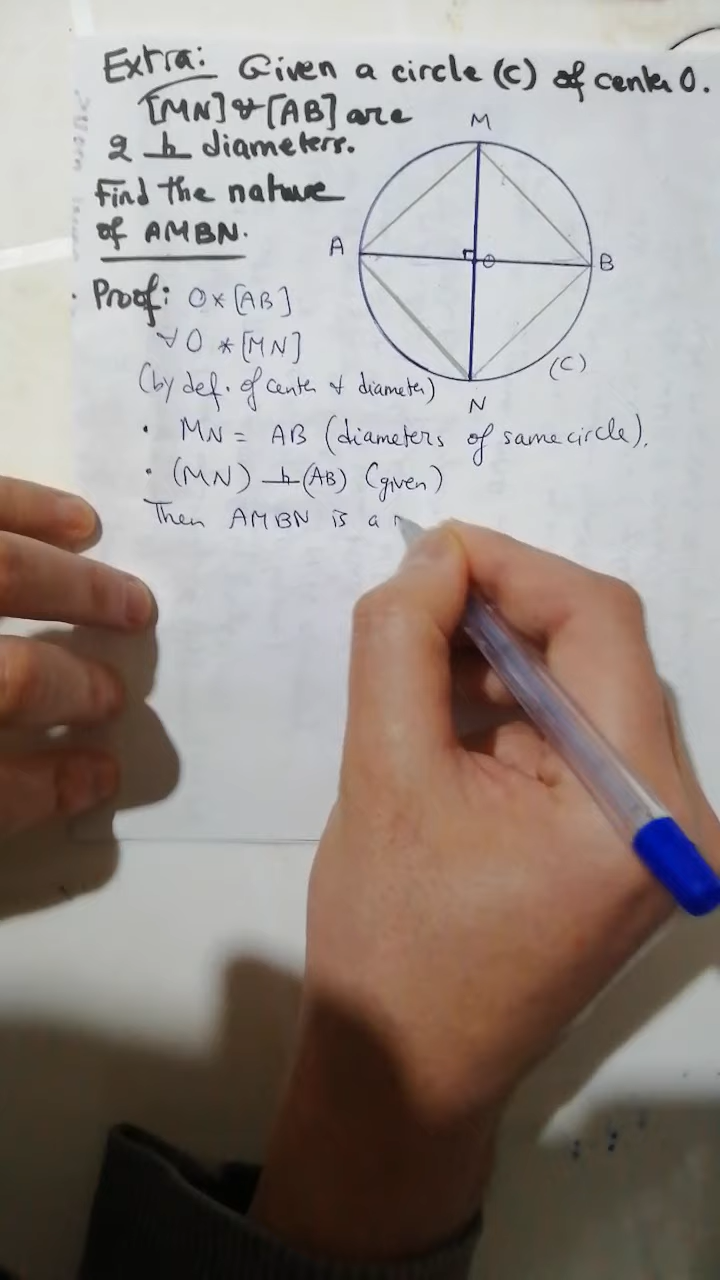 Extra: Given a circle (C) of center O.
[MN] & [AB] are
2 ⊥ diameters.
Find the nature
of AMBN.
M
A
B
O
N
(C)
• Proof: O * [AB]
& O * [MN]
(by def. of center & diameter)
• MN = AB (diameters of same circle).
• (MN) ⊥ (AB) (given)
Then AMBN is a